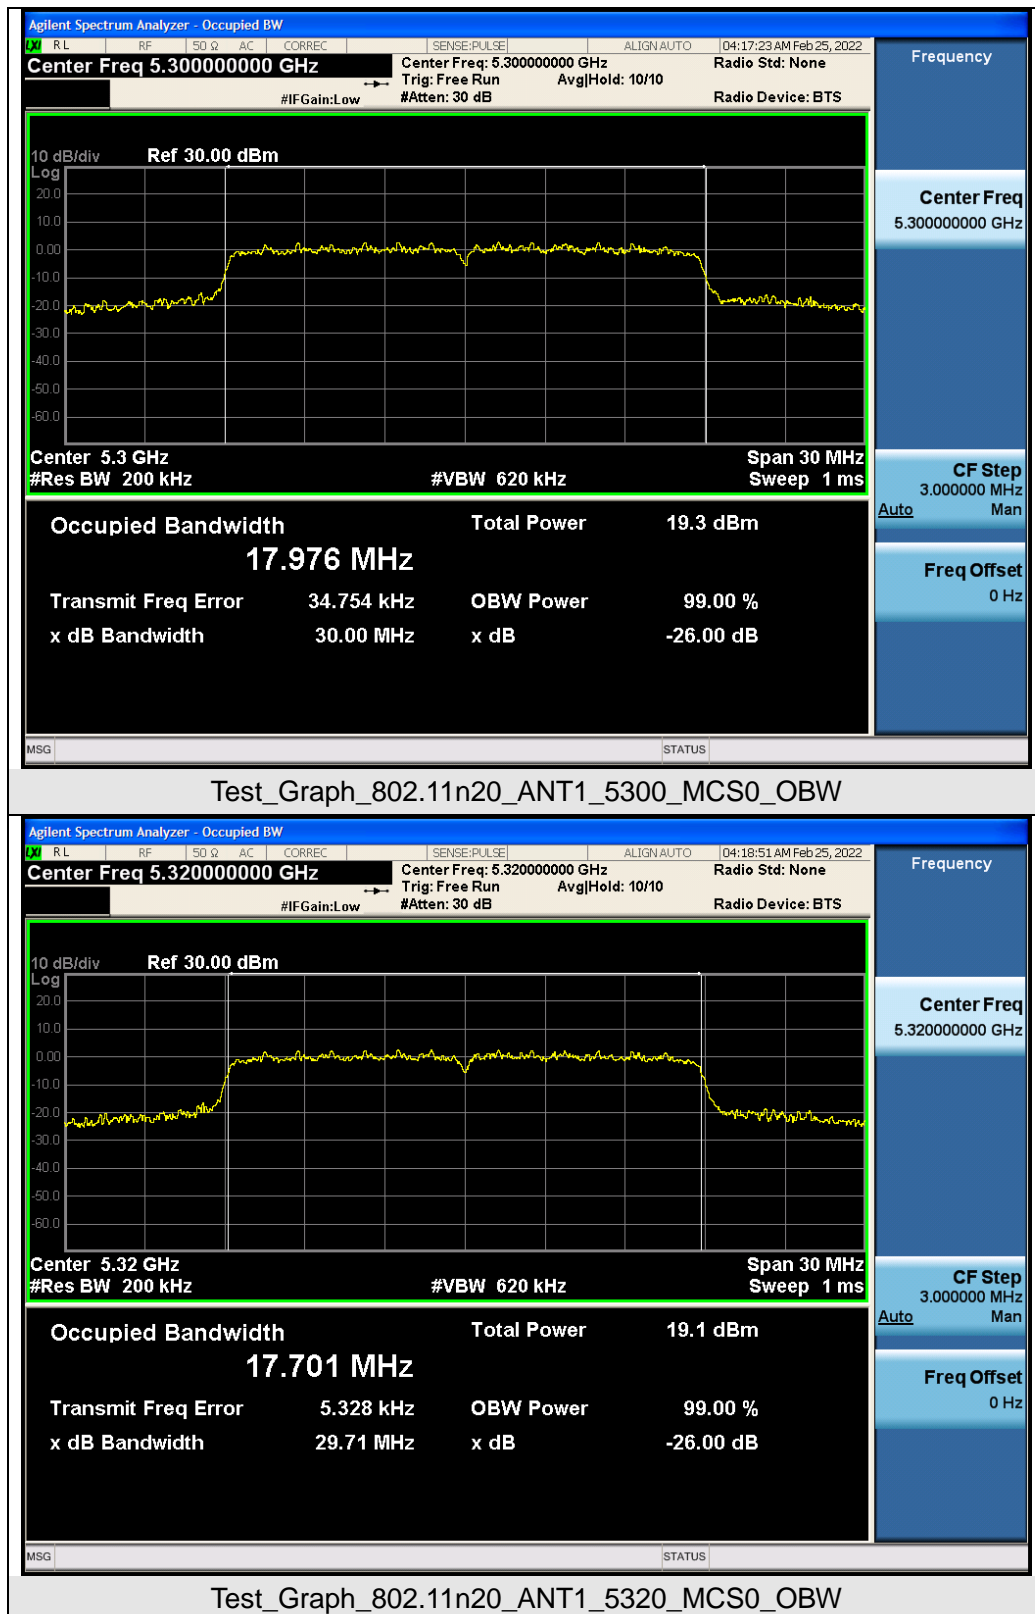 Agilent Spectrum Analyzer - Occupied BW
LXI RL RF 50 Ω AC CORREC SENSE:PULSE ALIGN AUTO 04:17:23 AM Feb 25, 2022
Center Freq 5.300000000 GHz
Center Freq: 5.300000000 GHz
Radio Std: None
Trig: Free Run Avg|Hold: 10/10
#IFGain:Low
#Atten: 30 dB
Radio Device: BTS
Frequency
10 dB/div Ref 30.00 dBm
Log
20.0
10.0
0.00
-10.0
-20.0
-30.0
-40.0
-50.0
-60.0
Center Freq
5.300000000 GHz
Center 5.3 GHz Span 30 MHz
#Res BW 200 kHz #VBW 620 kHz Sweep 1 ms
CF Step
3.000000 MHz
Auto Man
Occupied Bandwidth Total Power 19.3 dBm
17.976 MHz
Transmit Freq Error 34.754 kHz OBW Power 99.00 %
x dB Bandwidth 30.00 MHz x dB -26.00 dB
Freq Offset
0 Hz
MSG STATUS
Test_Graph_802.11n20_ANT1_5300_MCS0_OBW
Agilent Spectrum Analyzer - Occupied BW
LXI RL RF 50 Ω AC CORREC SENSE:PULSE ALIGN AUTO 04:18:51 AM Feb 25, 2022
Center Freq 5.320000000 GHz
Center Freq: 5.320000000 GHz
Radio Std: None
Trig: Free Run Avg|Hold: 10/10
#IFGain:Low
#Atten: 30 dB
Radio Device: BTS
Frequency
10 dB/div Ref 30.00 dBm
Log
20.0
10.0
0.00
-10.0
-20.0
-30.0
-40.0
-50.0
-60.0
Center Freq
5.320000000 GHz
Center 5.32 GHz Span 30 MHz
#Res BW 200 kHz #VBW 620 kHz Sweep 1 ms
CF Step
3.000000 MHz
Auto Man
Occupied Bandwidth Total Power 19.1 dBm
17.701 MHz
Transmit Freq Error 5.328 kHz OBW Power 99.00 %
x dB Bandwidth 29.71 MHz x dB -26.00 dB
Freq Offset
0 Hz
MSG STATUS
Test_Graph_802.11n20_ANT1_5320_MCS0_OBW